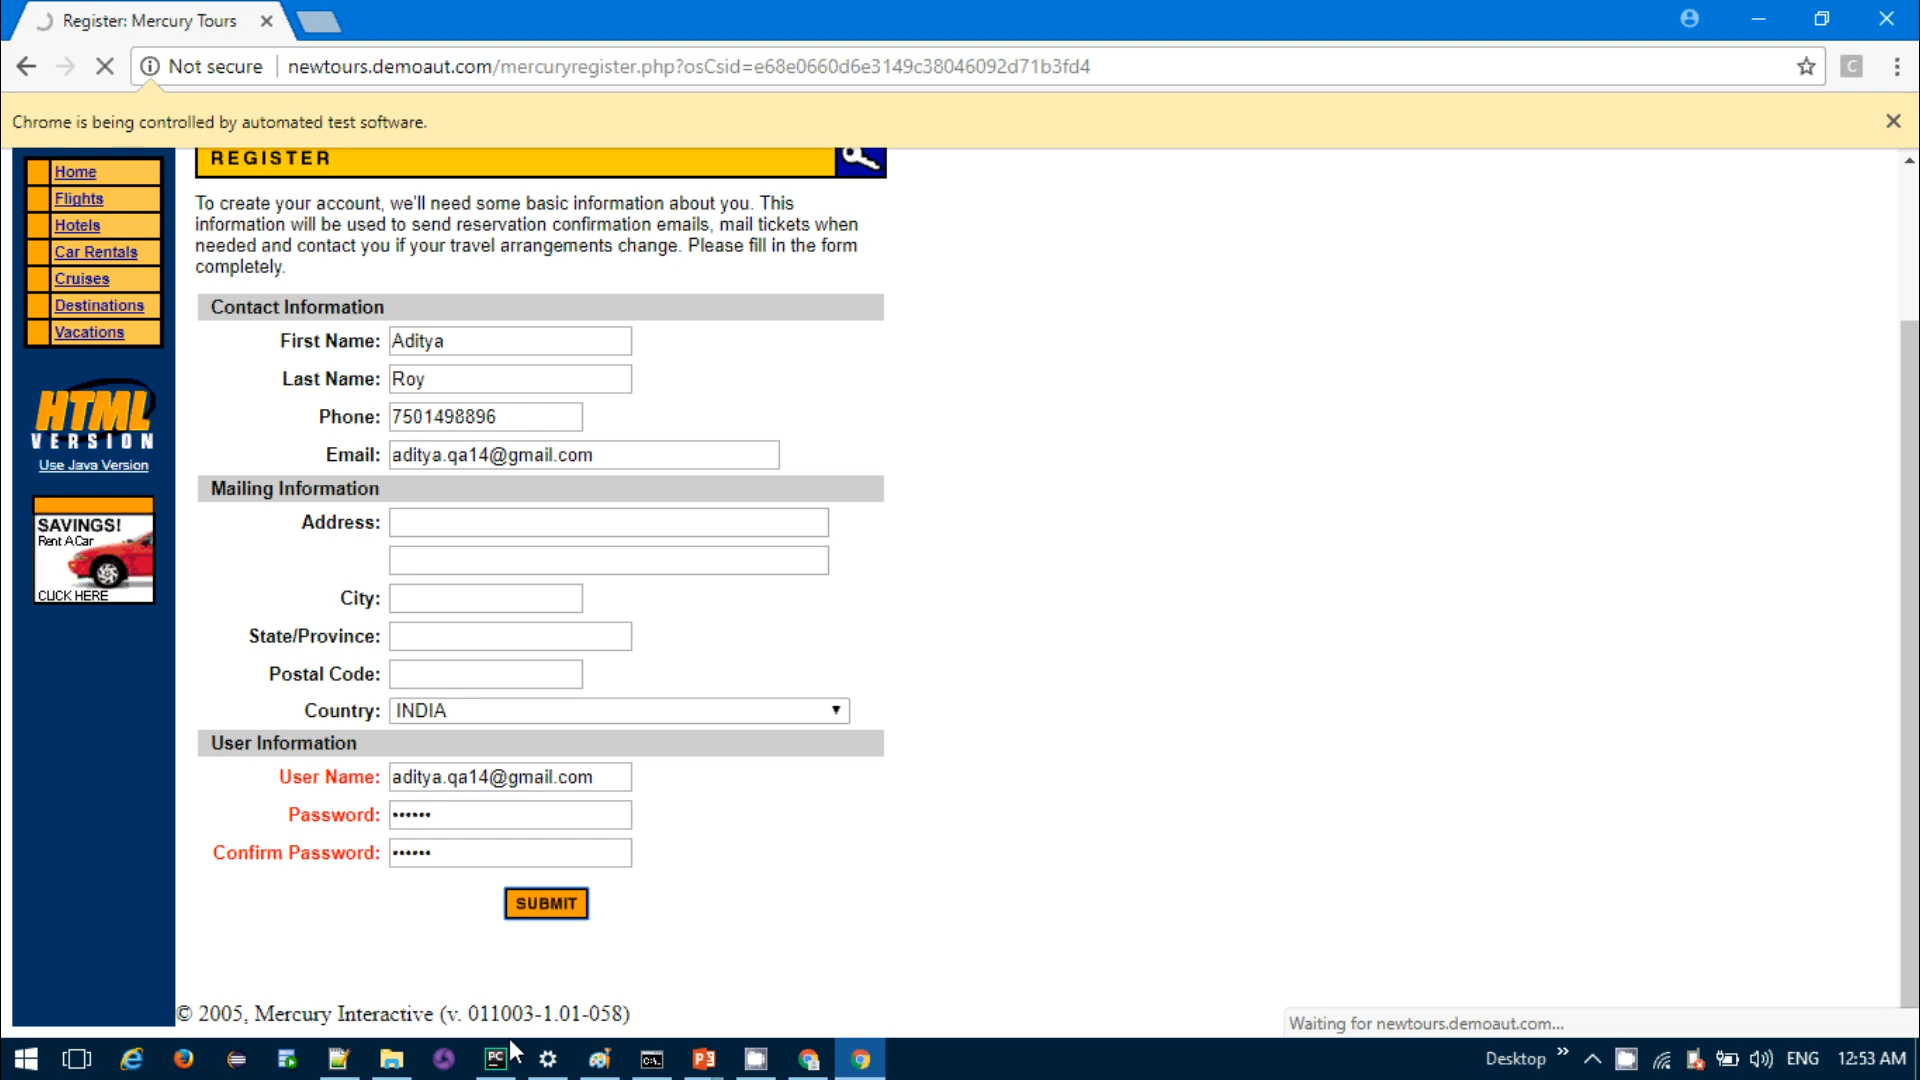 Register: Mercury Tours
Not secure
newtours.demoaut.com/mercuryregister.php?osCsid=e68e0660d6e3149c38046092d71b3fd4
C
Chrome is being controlled by automated test software.
REGISTER
Home
Flights
Hotels
Car Rentals
Cruises
Destinations
Vacations
HTML
VERSION
Use Java Version
SAVINGS!
Rent A Car
CLICK HERE
To create your account, we'll need some basic information about you. This
information will be used to send reservation confirmation emails, mail tickets when
needed and contact you if your travel arrangements change. Please fill in the form
completely.
Contact Information
First Name: Aditya
Last Name: Roy
Phone: 7501498896
Email: aditya.qa14@gmail.com
Mailing Information
Address:
City:
State/Province:
Postal Code:
Country: INDIA
User Information
User Name: aditya.qa14@gmail.com
Password: ••••••
Confirm Password: ••••••
SUBMIT
© 2005, Mercury Interactive (v. 011003-1.01-058)
Waiting for newtours.demoaut.com...
PC
C:\.
Desktop
ENG
12:53 AM